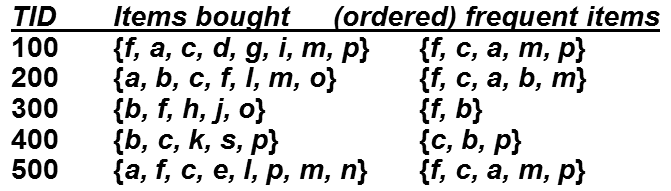 TID Items bought (ordered) frequent items
100 {f, a, c, d, g, i, m, p} {f, c, a, m, p}
200 {a, b, c, f, l, m, o} {f, c, a, b, m}
300 {b, f, h, j, o} {f, b}
400 {b, c, k, s, p} {c, b, p}
500 {a, f, c, e, l, p, m, n} {f, c, a, m, p}